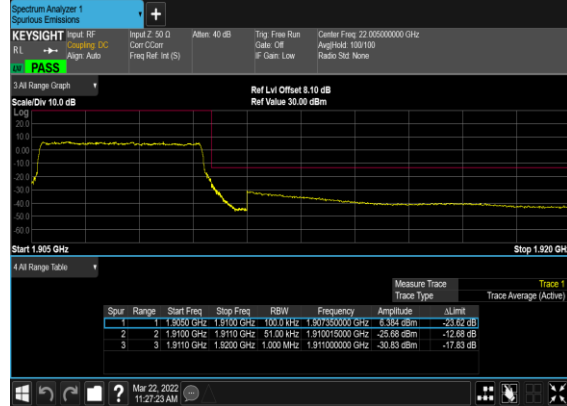 Spectrum Analyzer 1
Spurious Emissions
+
KEYSIGHT Input: RF Input Z: 50 Ω Atten: 40 dB Trig: Free Run Center Freq: 22.005000000 GHz
RL Coupling: DC Corr CCorr Gate: Off Avg|Hold: 100/100
Align: Auto Freq Ref: Int (S) IF Gain: Low Radio Std: None
LW PASS
3 All Range Graph
Ref Lvl Offset 8.10 dB
Scale/Div 10.0 dB Ref Value 30.00 dBm
Log
20.0
10.0
0.00
-10.0
-20.0
-30.0
-40.0
-50.0
-60.0
Start 1.905 GHz Stop 1.920 GHz
4 All Range Table
Measure Trace Trace 1
Trace Type Trace Average (Active)
Spur Range Start Freq Stop Freq RBW Frequency Amplitude ΔLimit
1 1 1.9050 GHz 1.9100 GHz 100.0 kHz 1.907350000 GHz 6.384 dBm -23.62 dB
2 2 1.9100 GHz 1.9110 GHz 51.00 kHz 1.910015000 GHz -25.68 dBm -12.68 dB
3 3 1.9110 GHz 1.9200 GHz 1.000 MHz 1.911000000 GHz -30.83 dBm -17.83 dB
? Mar 22, 2022
11:27:23 AM